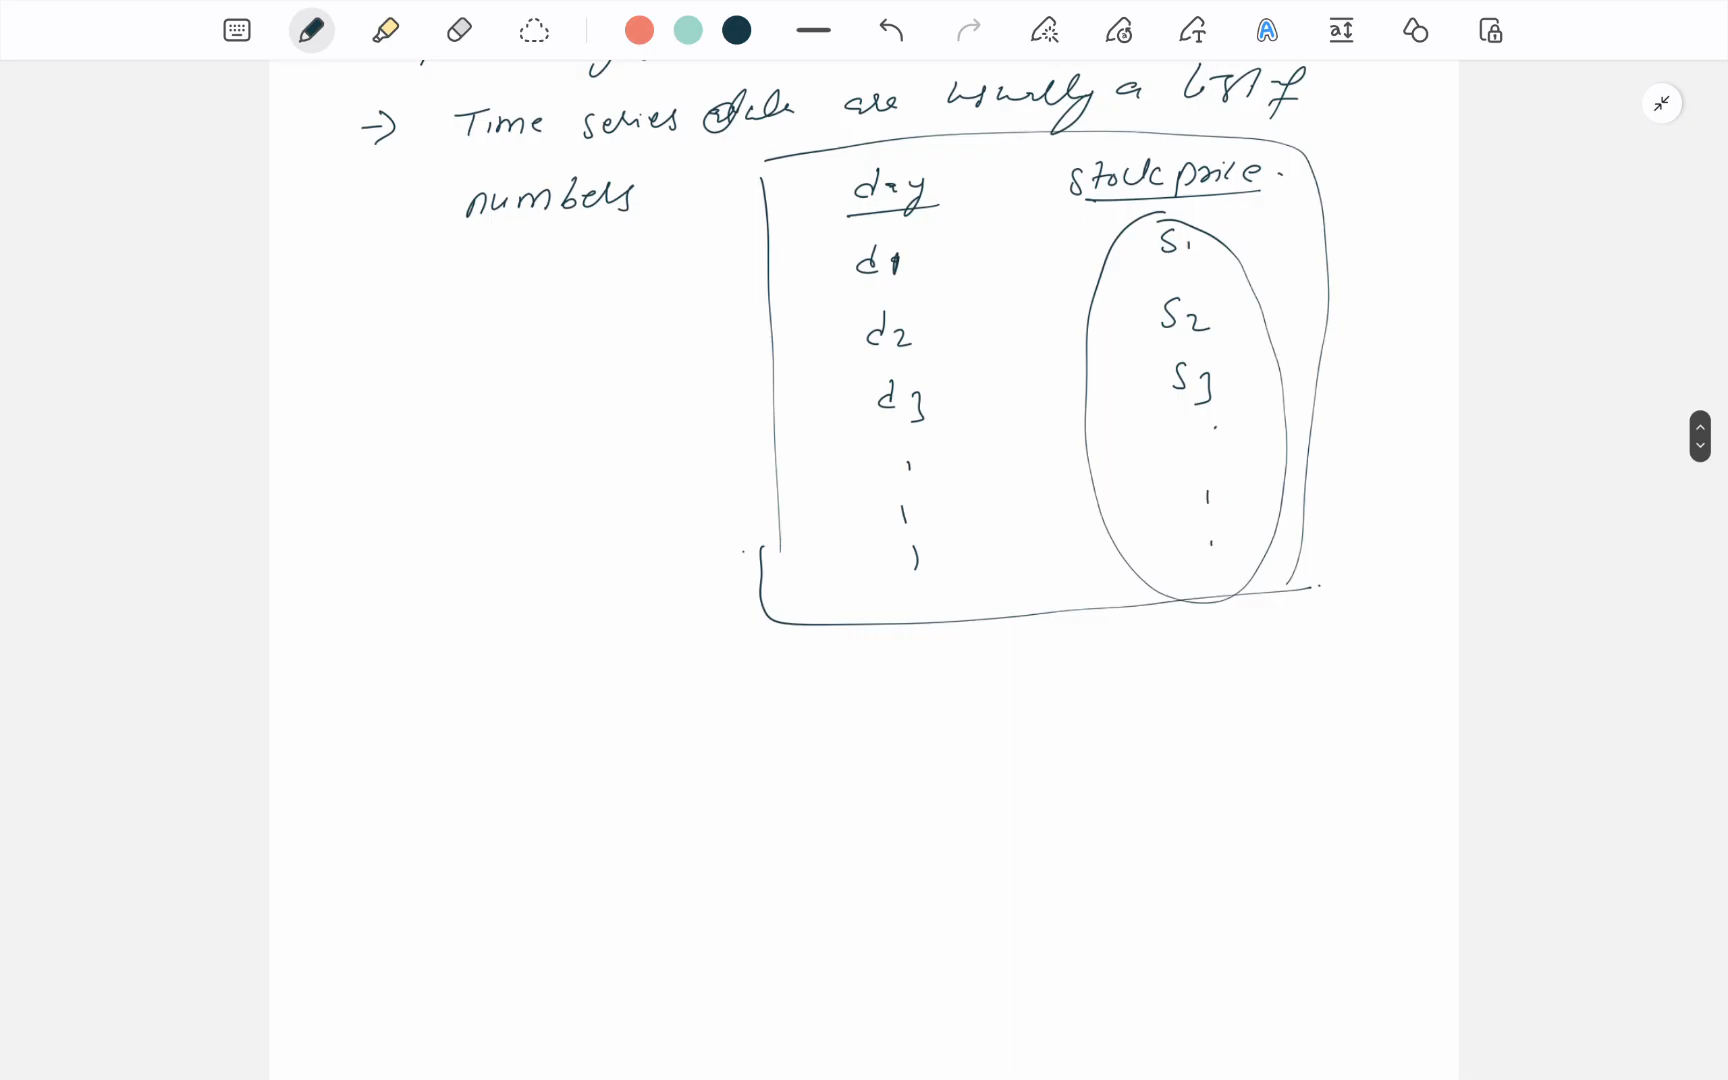 → Time series data are usually a list of
numbers
day stock price.
d1 S1
d2 S2
d3 S3